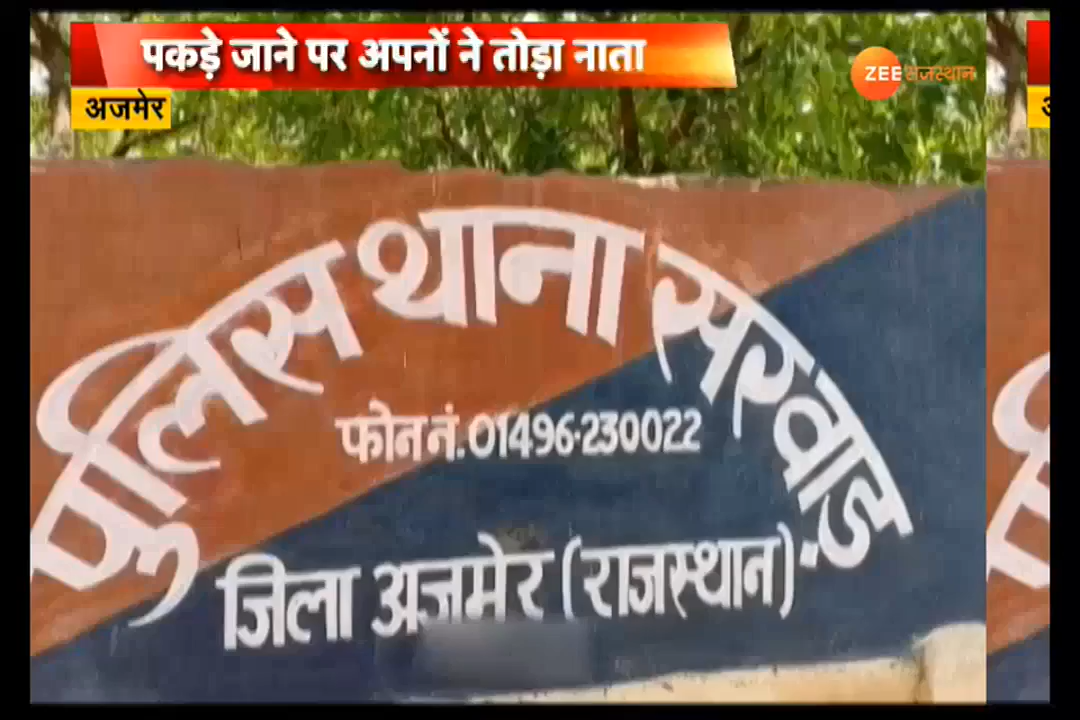 पकड़े जाने पर अपनों ने तोड़ा नाता
ZEE राजस्थान
अजमेर
पुलिस थाना सरवाड़
फोन नं. 01496-230022
जिला अजमेर (राजस्थान)